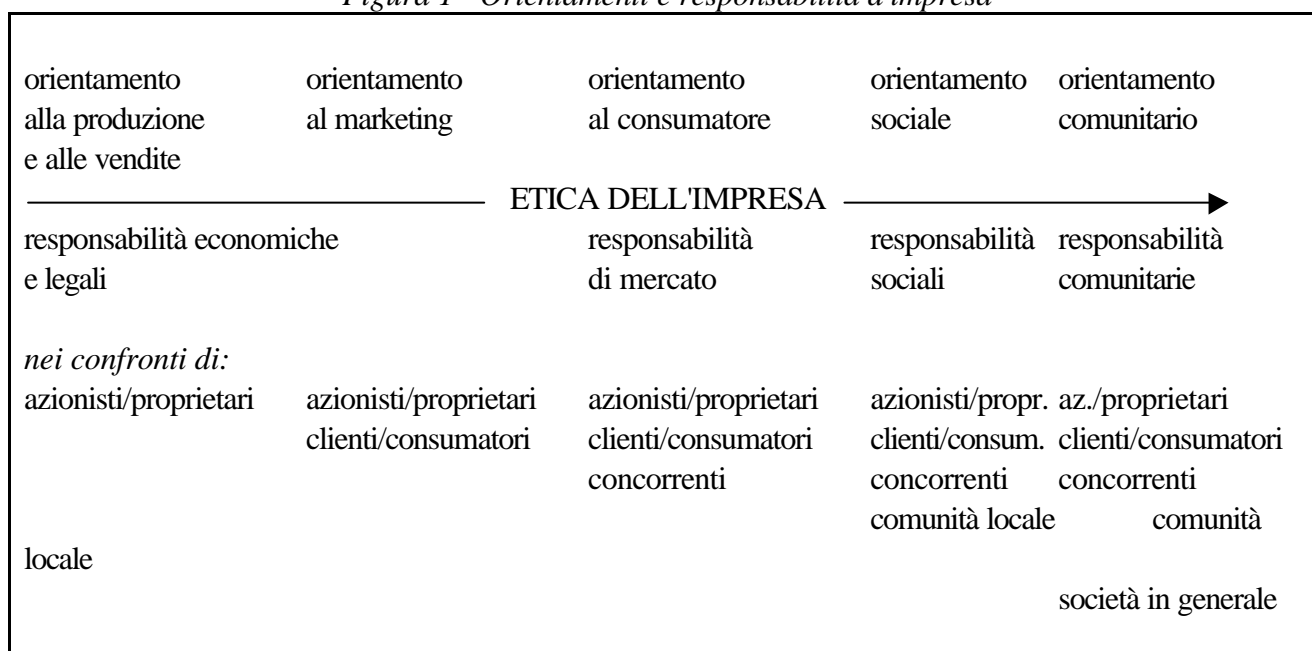 Figura 1 - Orientamenti e responsabilità d'impresa
orientamento orientamento orientamento orientamento orientamento
alla produzione al marketing al consumatore sociale comunitario
e alle vendite
ETICA DELL'IMPRESA
responsabilità economiche responsabilità responsabilità responsabilità
e legali di mercato sociali comunitarie
nei confronti di:
azionisti/proprietari azionisti/proprietari azionisti/proprietari azionisti/propr. az./proprietari
clienti/consumatori clienti/consumatori clienti/consum. clienti/consumatori
concorrenti concorrenti concorrenti
comunità locale comunità
locale
società in generale